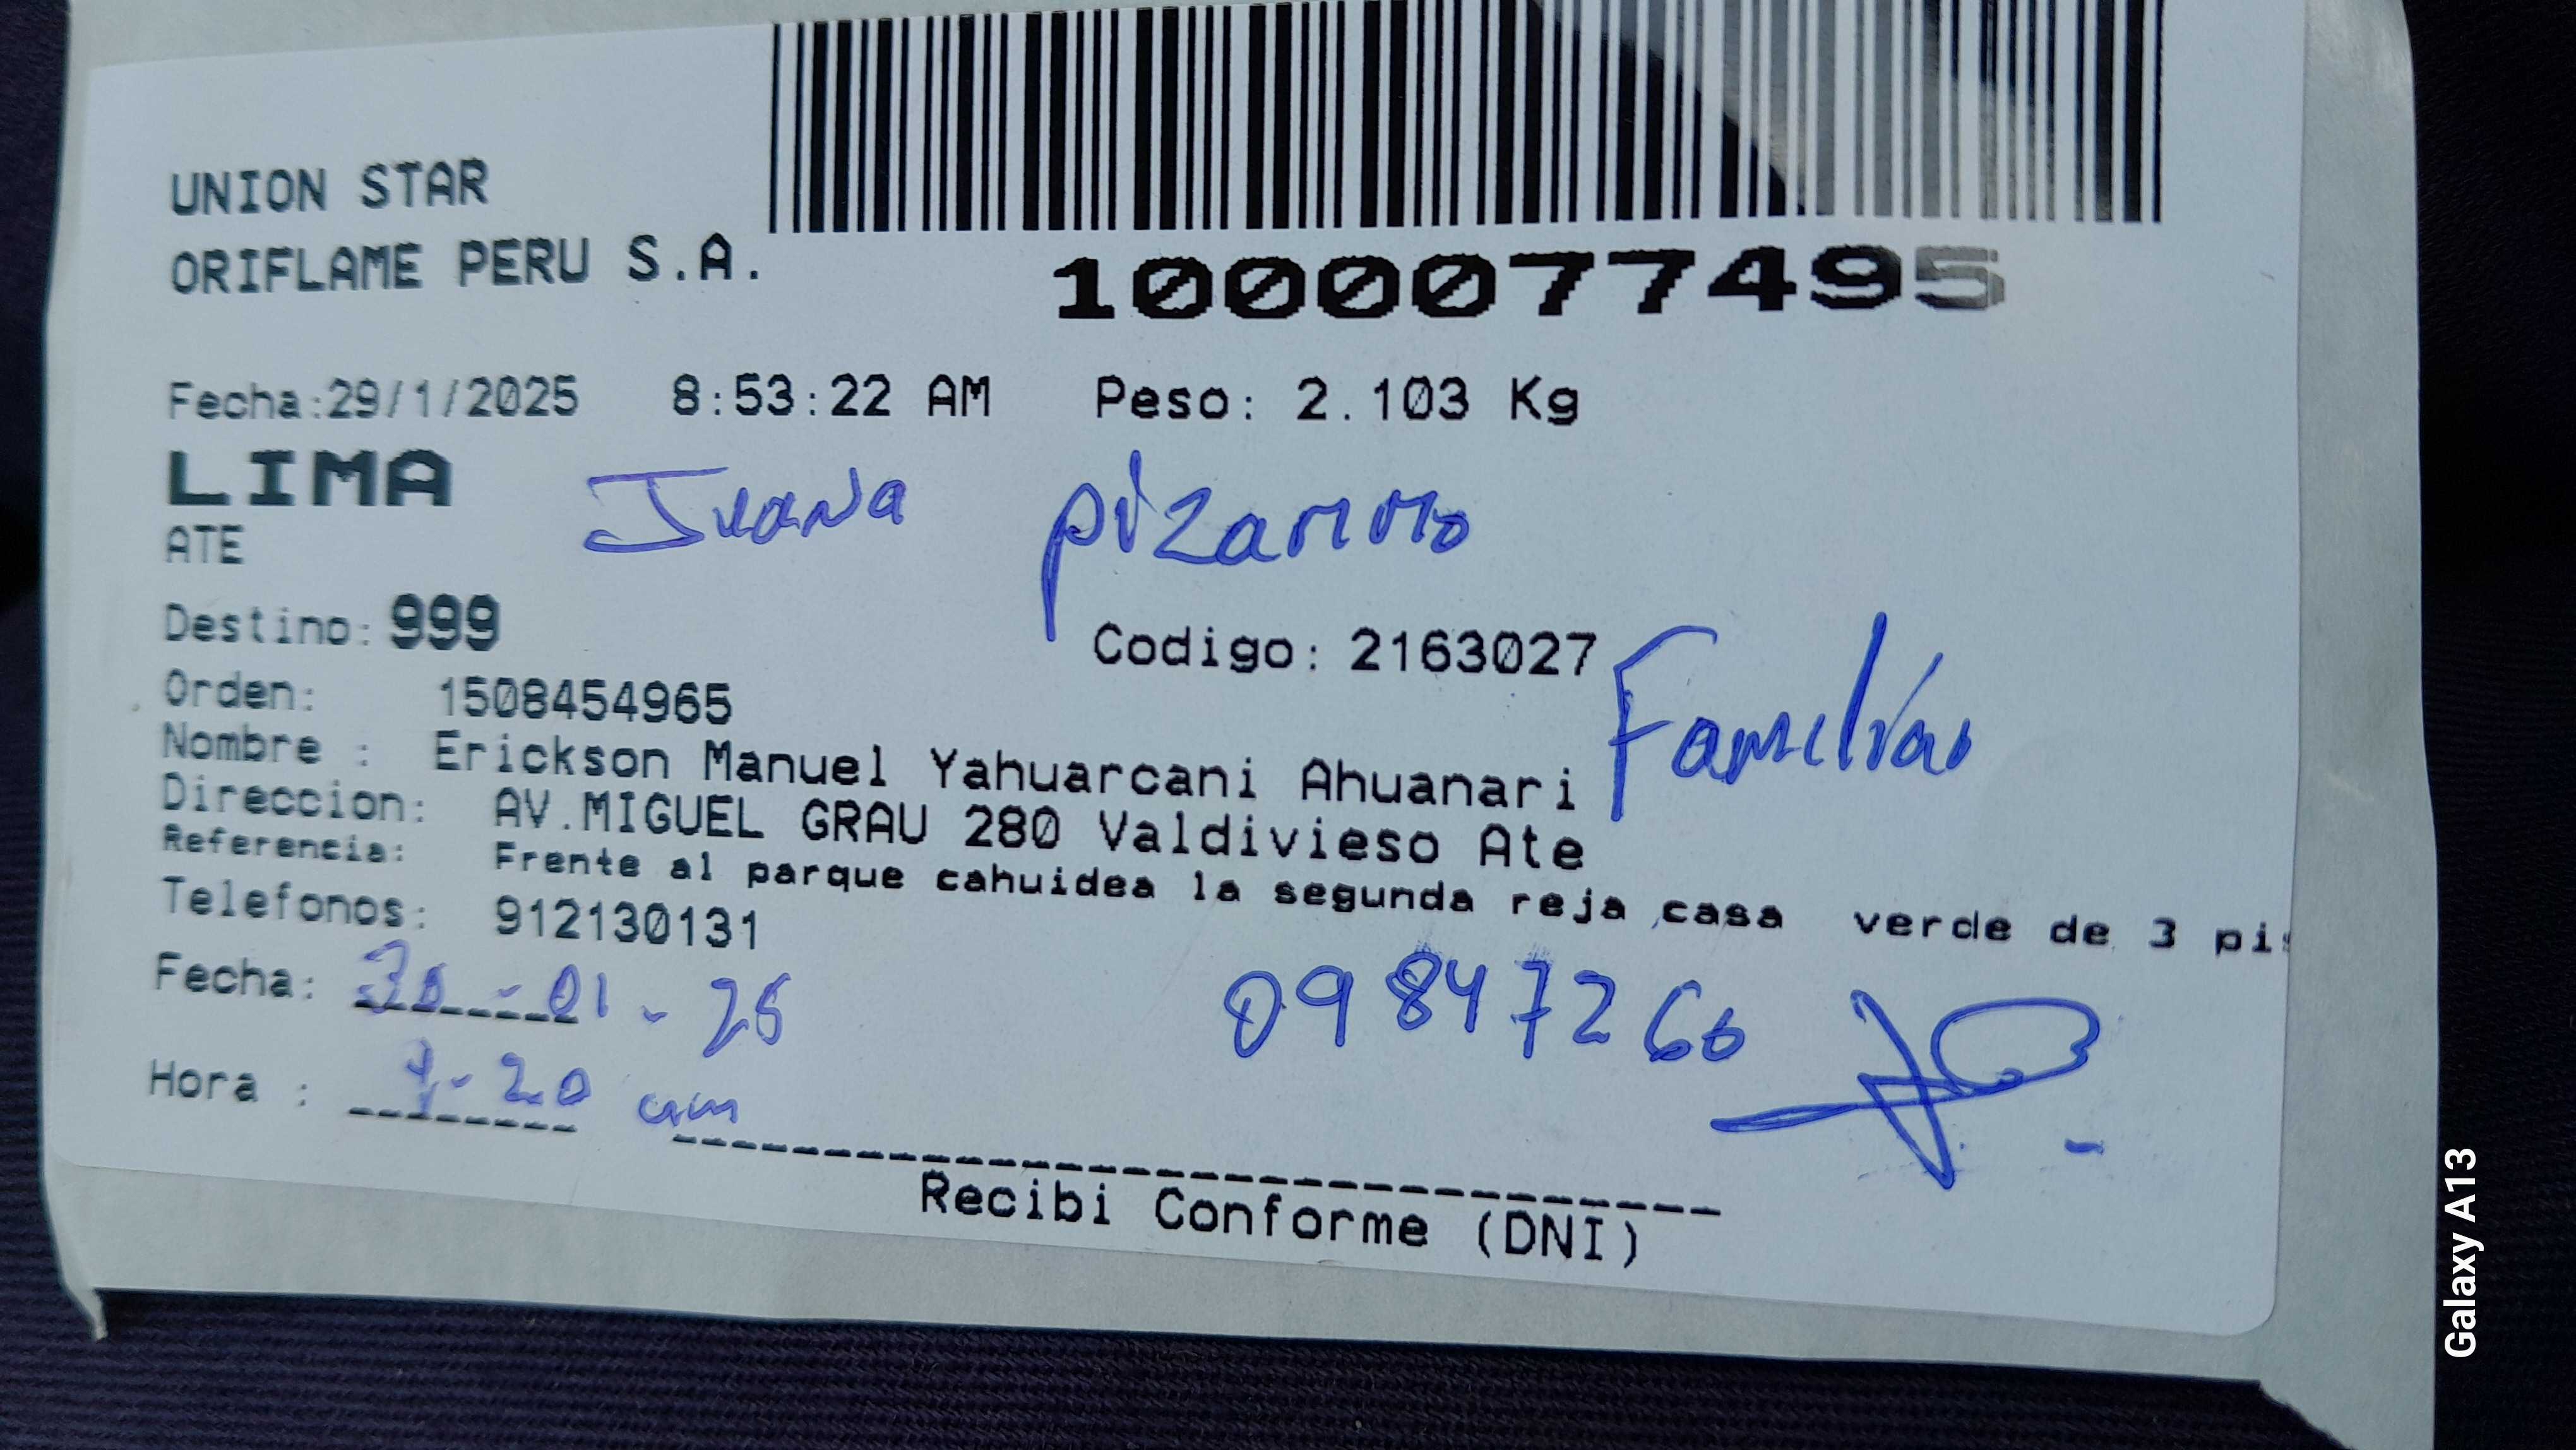 UNION STAR
ORIFLAME PERU S.A.
1000077495
Fecha:29/1/2025 8:53:22 AM Peso: 2.103 Kg
LIMA
Juana pizarro
ATE
Destino: 999
Codigo: 2163027
Orden: 1508454965
Nombre : Erickson Manuel Yahuarcani Ahuanari
Familiar
Direccion: AV.MIGUEL GRAU 280 Valdivieso Ate
Referencia: Frente al parque cahuidea la segunda reja ,casa verde de 3 pi
Telefonos: 912130131
Fecha: 30-01-25
09847266
Hora : -20 am
Recibi Conforme (DNI)
Galaxy A13